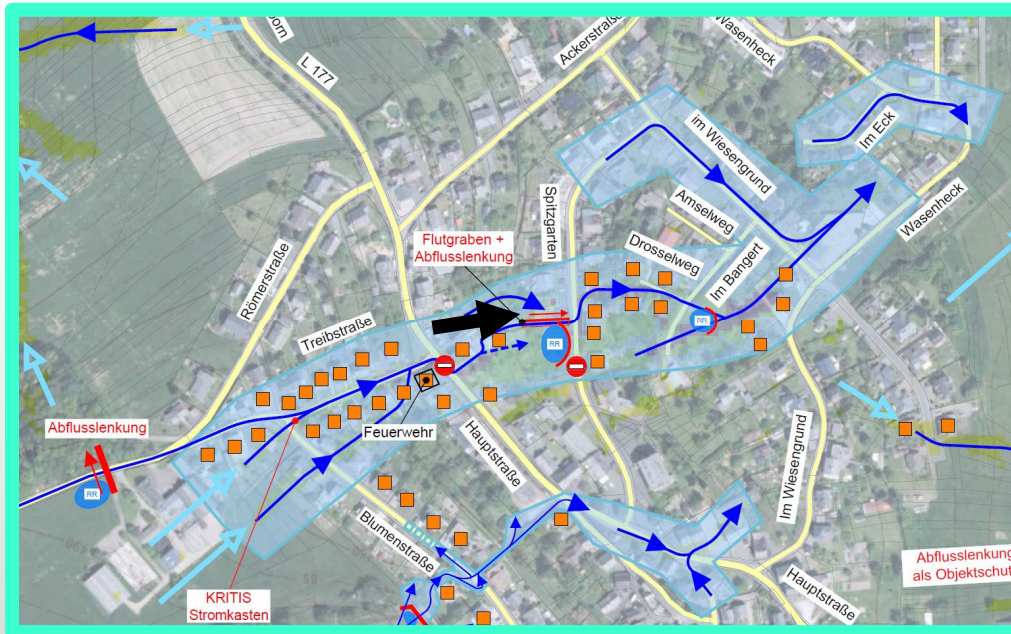 orn
L 177
Ackerstraße
Wasenheck
im Wiesengrund
Im Eck
Spitzgarten
Amselweg
Wasenheck
Flutgraben +
Abflusslenkung
Drosselweg
Im Bangert
Römerstraße
Treibstraße
RR
RR
Abflusslenkung
RR
Feuerwehr
Hauptstraße
Im Wiesengrund
Blumenstraße
KRITIS
Stromkasten
Hauptstraße
Abflusslenkung
als Objektschut